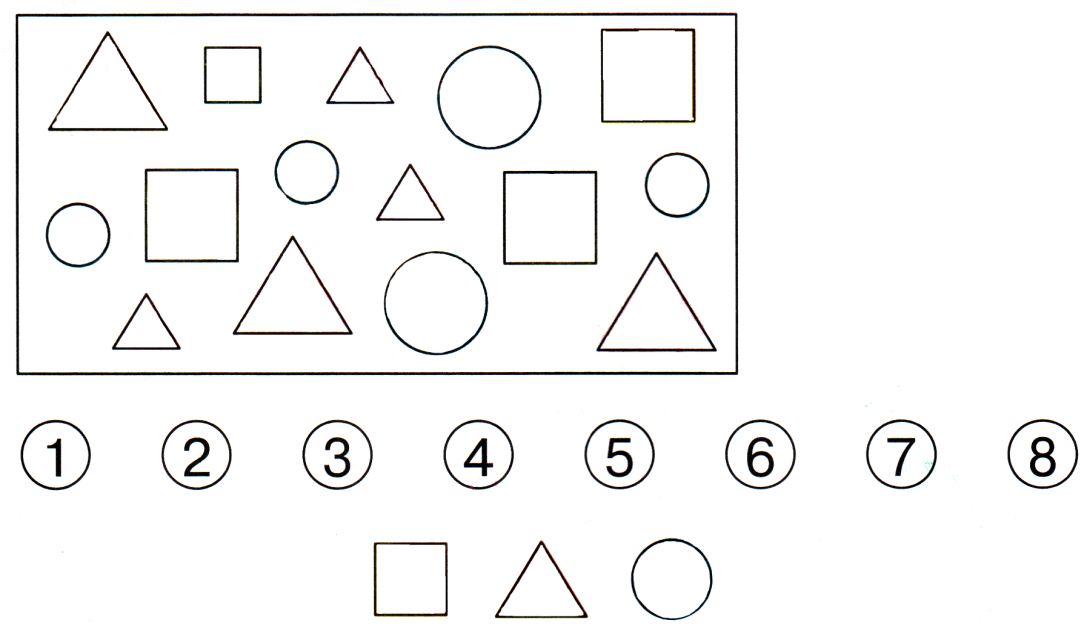 ① ② ③ ④ ⑤ ⑥ ⑦ ⑧